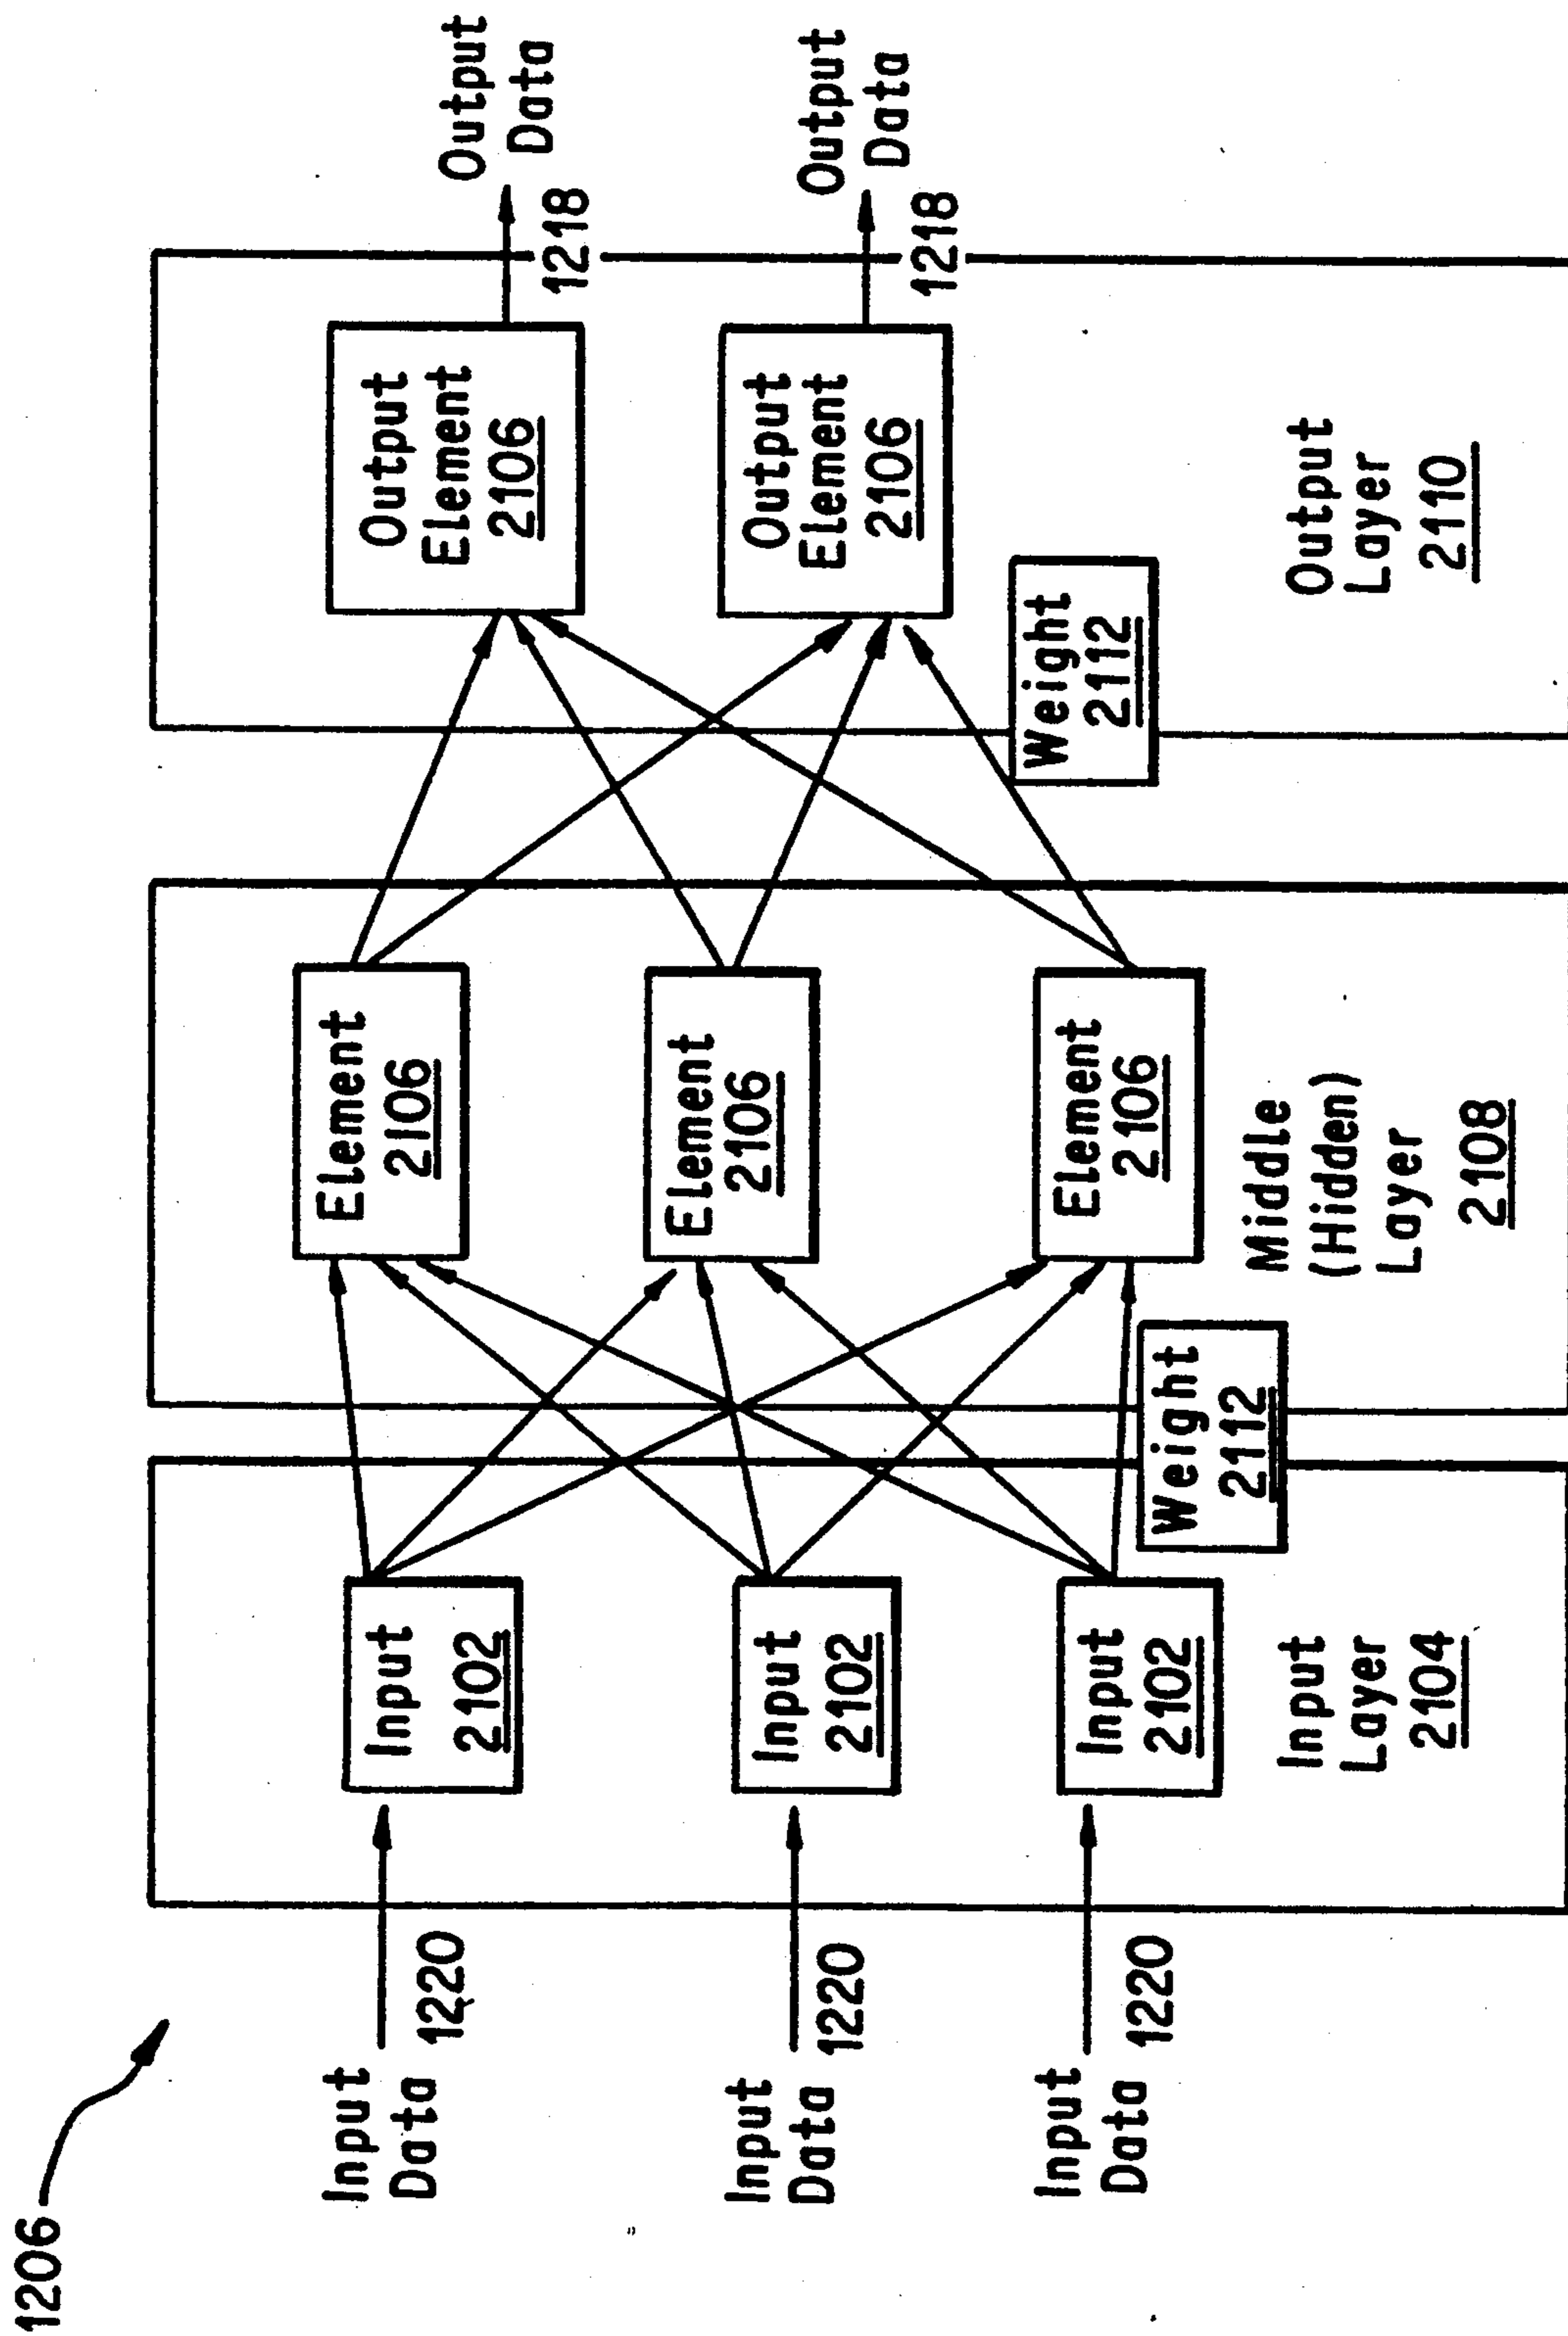 1206
Input
Data
1220
Input
Data
1220
Input
Data
1220
Input
2102
Input
2102
Input
2102
Input
Layer
2104
Weight
2112
Element
2106
Element
2106
Element
2106
Middle
(Hidden)
Layer
2108
Weight
2112
Output
Element
2106
Output
Element
2106
Output
Layer
2110
1218
Output
Data
1218
Output
Data